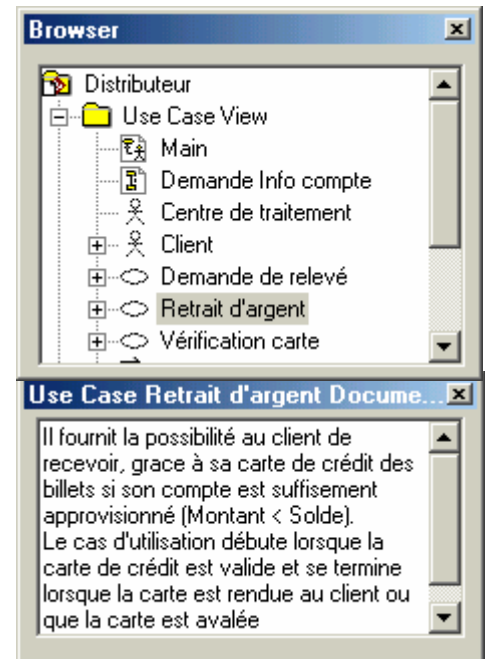 Browser
Distributeur
Use Case View
Main
Demande Info compte
Centre de traitement
Client
Demande de relevé
Retrait d'argent
Vérification carte
Use Case Retrait d'argent Docume...
Il fournit la possibilité au client de
recevoir, grace à sa carte de crédit des
billets si son compte est suffisement
approvisionné (Montant < Solde).
Le cas d'utilisation débute lorsque la
carte de crédit est valide et se termine
lorsque la carte est rendue au client ou
que la carte est avalée